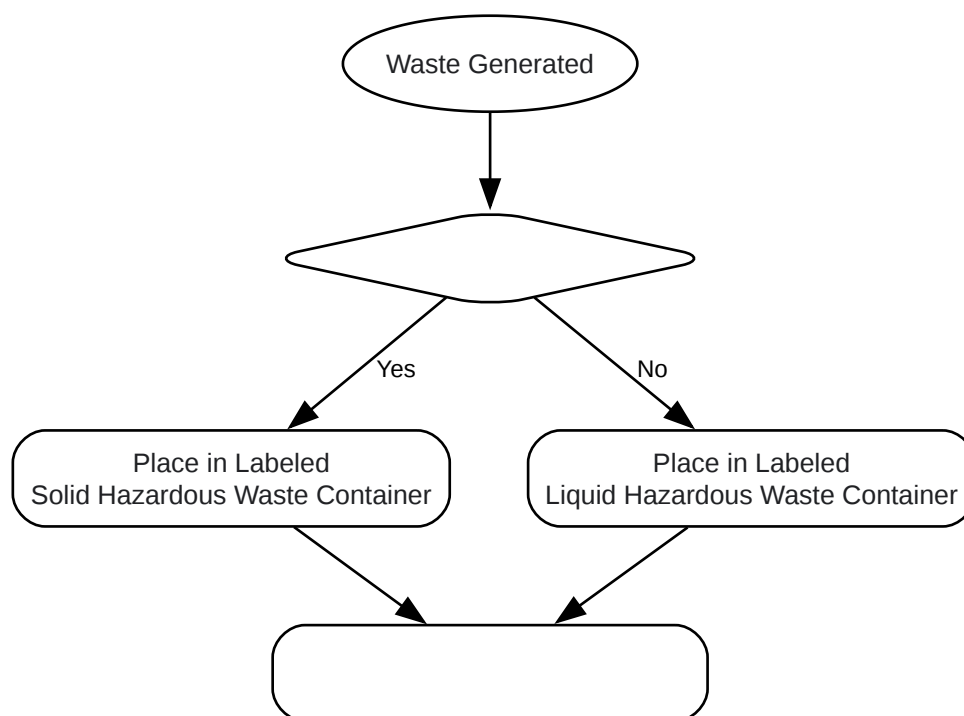 Waste Generated
Yes
No
Place in Labeled
Solid Hazardous Waste Container
Place in Labeled
Liquid Hazardous Waste Container